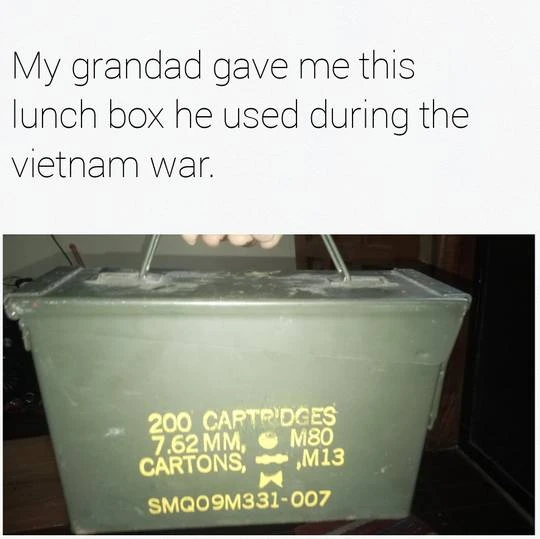 My grandad gave me this
lunch box he used during the
vietnam war.
200 CARTRIDGES
7.62 MM, M80
CARTONS, ,M13
SMQ09M331-007